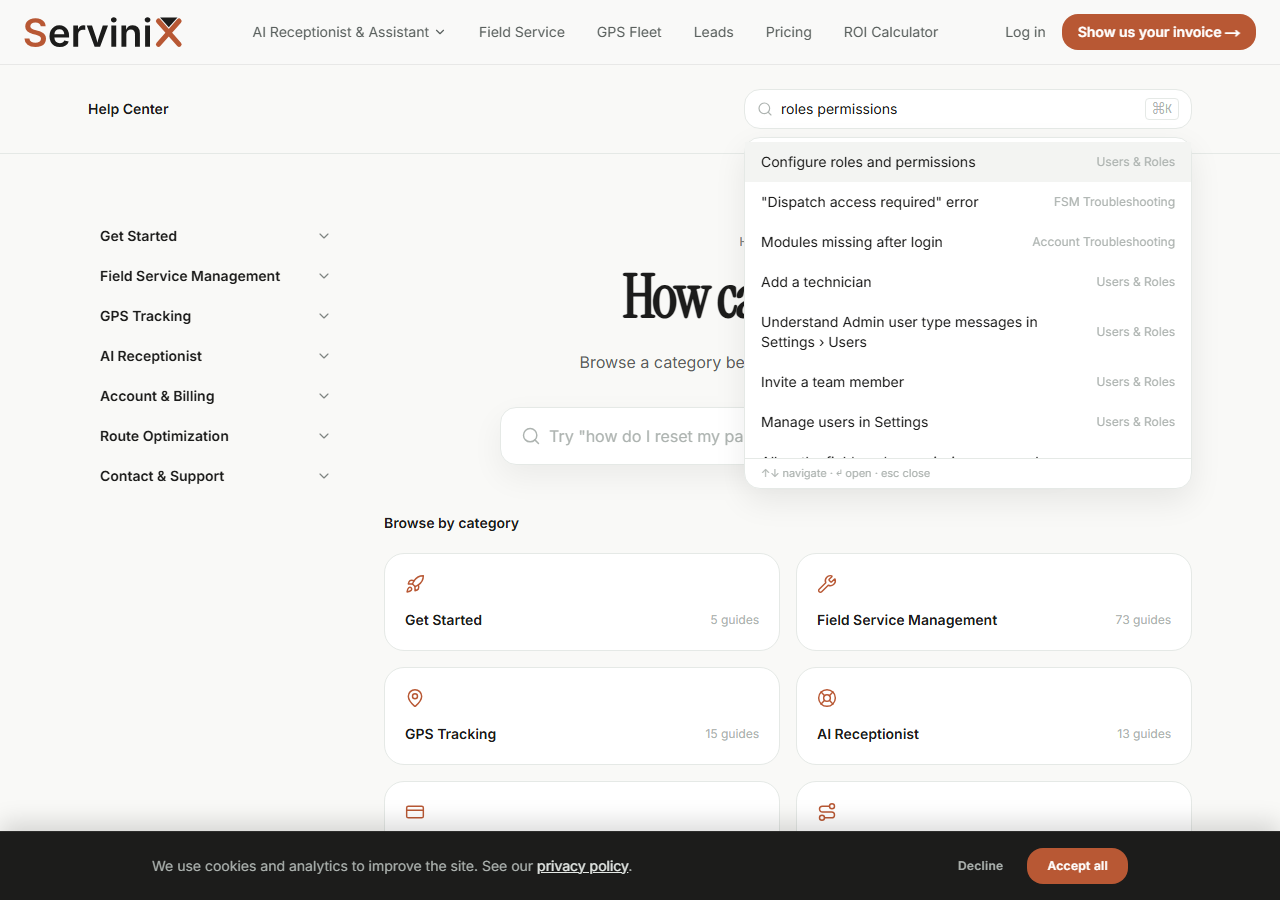 ServiniX
AI Receptionist & Assistant
Field Service
GPS Fleet
Leads
Pricing
ROI Calculator
Log in
Show us your invoice →
Help Center
roles permissions
⌘K
Configure roles and permissions
Users & Roles
"Dispatch access required" error
FSM Troubleshooting
Modules missing after login
Account Troubleshooting
Add a technician
Users & Roles
Understand Admin user type messages in
Settings › Users
Users & Roles
Invite a team member
Users & Roles
Manage users in Settings
Users & Roles
↑↓ navigate · ↵ open · esc close
Get Started
Field Service Management
GPS Tracking
AI Receptionist
Account & Billing
Route Optimization
Contact & Support
How ca
Browse a category be
Try "how do I reset my pa
Browse by category
Get Started
5 guides
Field Service Management
73 guides
GPS Tracking
15 guides
AI Receptionist
13 guides
We use cookies and analytics to improve the site. See our privacy policy.
Decline
Accept all